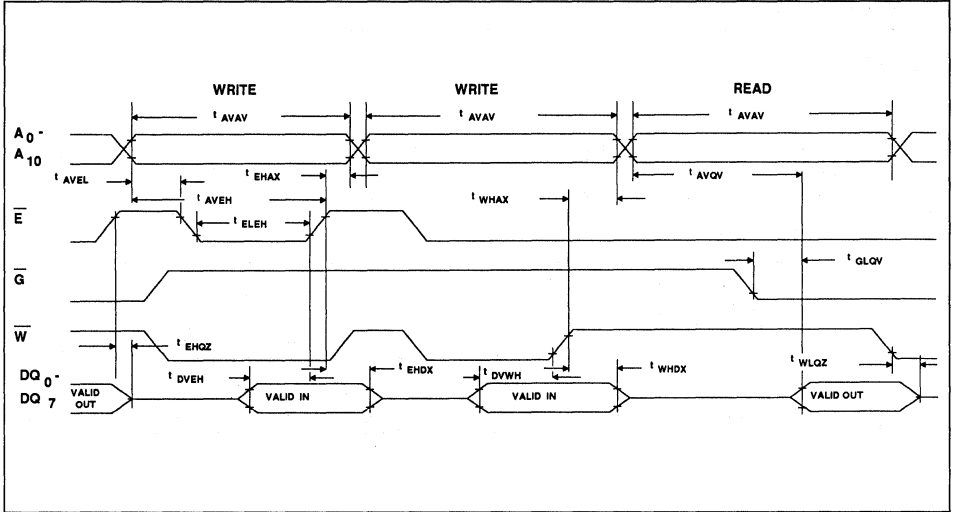 WRITE WRITE READ
t AVAV t AVAV t AVAV
A 0 -
A 10
t AVEL t EHAX t AVQV
t AVEH t WHAX
E
t ELEH
t GLQV
G
W
t EHQZ t WLQZ
DQ 0 - t DVEH t EHDX t DVWH t WHDX
DQ 7 VALID OUT VALID IN VALID IN VALID OUT